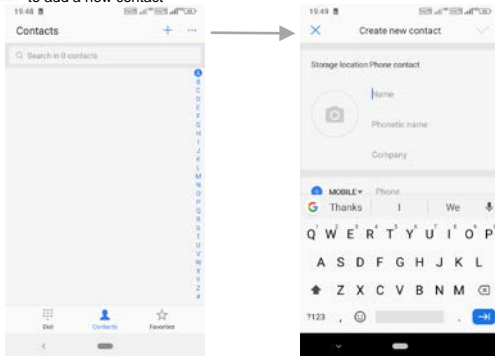 to add a new contact
19:48
Contacts
Search in 0 contacts
A
B
C
D
E
F
G
H
I
J
K
L
M
N
O
P
Q
R
S
T
U
V
W
X
Y
Z
#
Dial Contacts Favorites
19:49
Create new contact
Storage location:Phone contact
Name
Phonetic name
Company
MOBILE Phone
Thanks I We
Q W E R T Y U I O P
A S D F G H J K L
Z X C V B N M
?123 , .